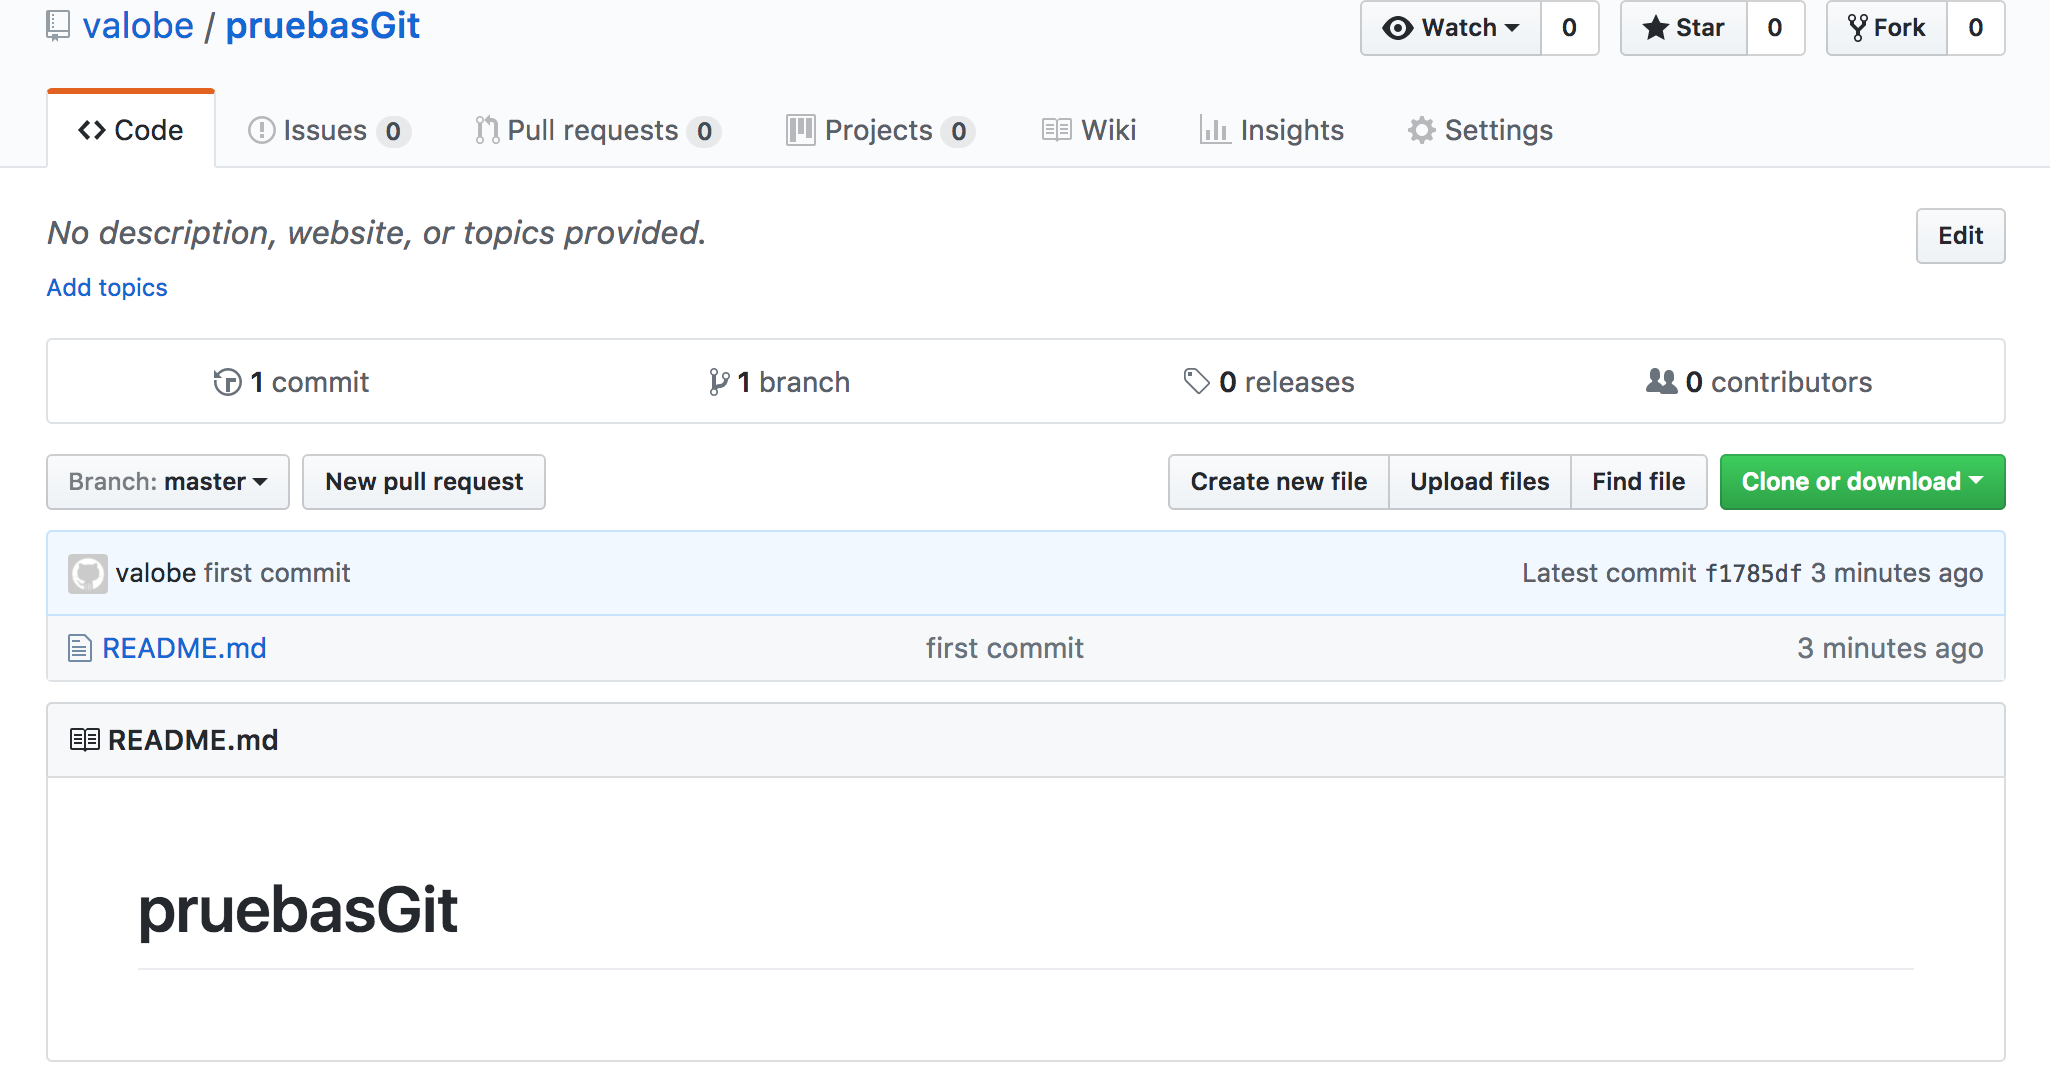 valobe / pruebasGit Watch 0 Star 0 Fork 0
Code Issues 0 Pull requests 0 Projects 0 Wiki Insights Settings
No description, website, or topics provided. Edit
Add topics
1 commit 1 branch 0 releases 0 contributors
Branch: master New pull request Create new file Upload files Find file Clone or download
valobe first commit Latest commit f1785df 3 minutes ago
README.md first commit 3 minutes ago
README.md
pruebasGit